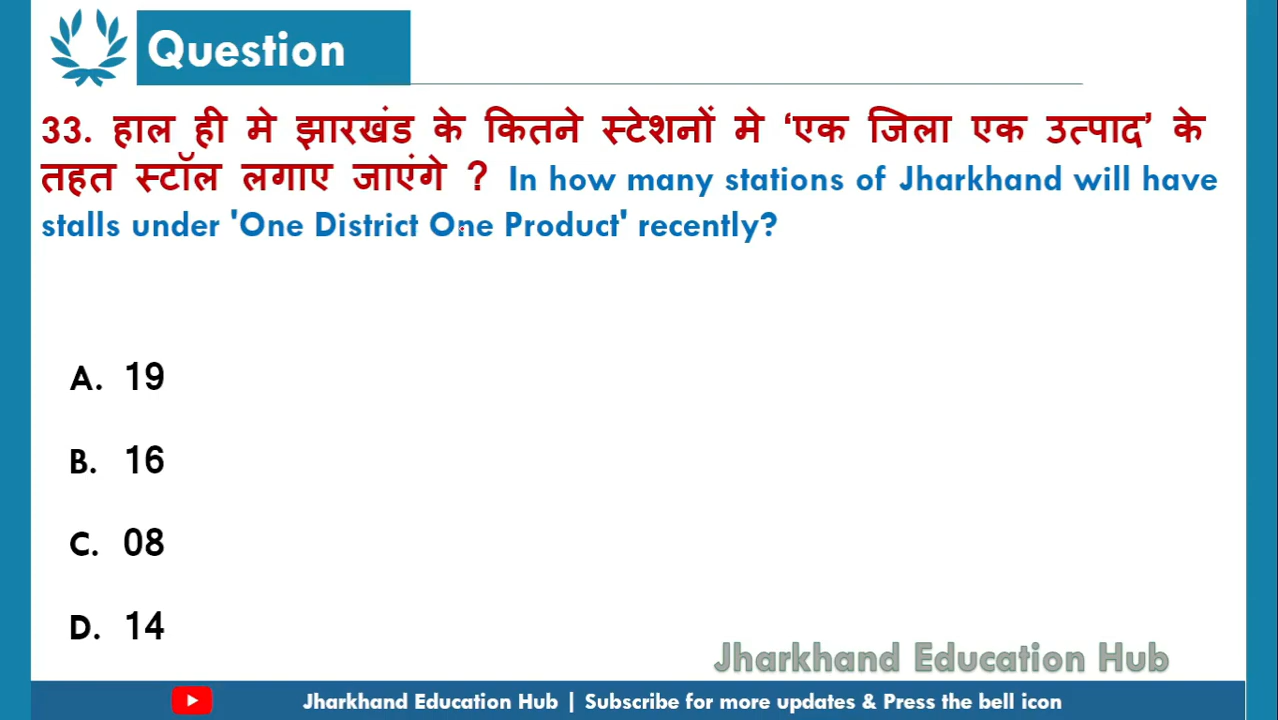 Question
33. हाल ही मे झारखंड के कितने स्टेशनों मे ‘एक जिला एक उत्पाद’ के
तहत स्टॉल लगाए जाएंगे ? In how many stations of Jharkhand will have
stalls under 'One District One Product' recently?
A. 19
B. 16
C. 08
D. 14
Jharkhand Education Hub
Jharkhand Education Hub | Subscribe for more updates & Press the bell icon